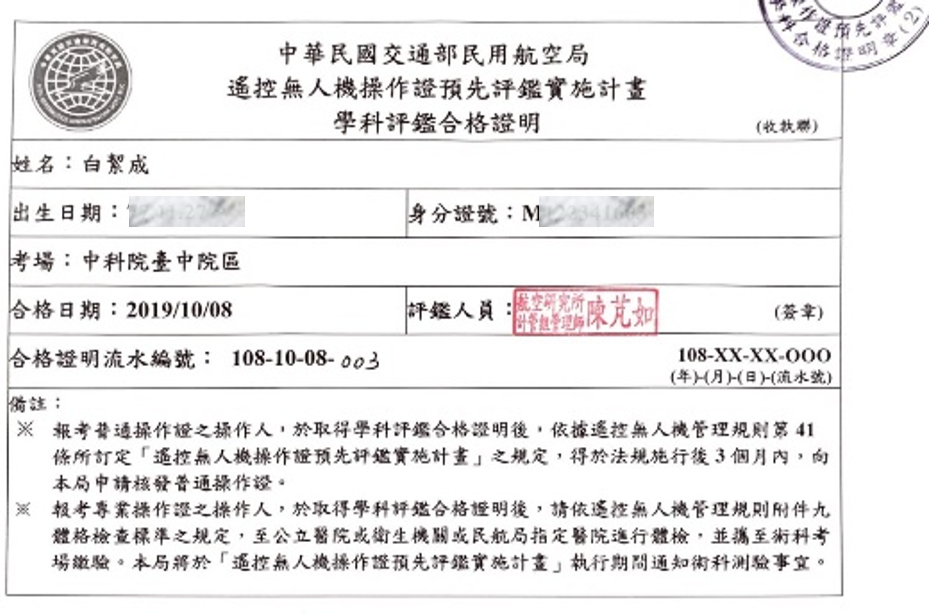 中華民國交通部民用航空局
遙控無人機操作證預先評鑑實施計畫
學科評鑑合格證明
(收執聯)
姓名：白絜成
出生日期：
身分證號：M
考場：中科院臺中院區
合格日期：2019/10/08
評鑑人員：
航空研究所
計管組管理師
陳芃如
(簽章)
合格證明流水編號： 108-10-08-003
108-XX-XX-OOO
(年)-(月)-(日)-(流水號)
備註：
※ 報考普通操作證之操作人，於取得學科評鑑合格證明後，依據遙控無人機管理規則第 41
條所訂定「遙控無人機操作證預先評鑑實施計畫」之規定，得於法規施行後 3 個月內，向
本局申請核發普通操作證。
※ 報考專業操作證之操作人，於取得學科評鑑合格證明後，請依遙控無人機管理規則附件九
體格檢查標準之規定，至公立醫院或衛生機關或民航局指定醫院進行體檢，並攜至術科考
場繳驗。本局將於「遙控無人機操作證預先評鑑實施計畫」執行期間通知術科測驗事宜。